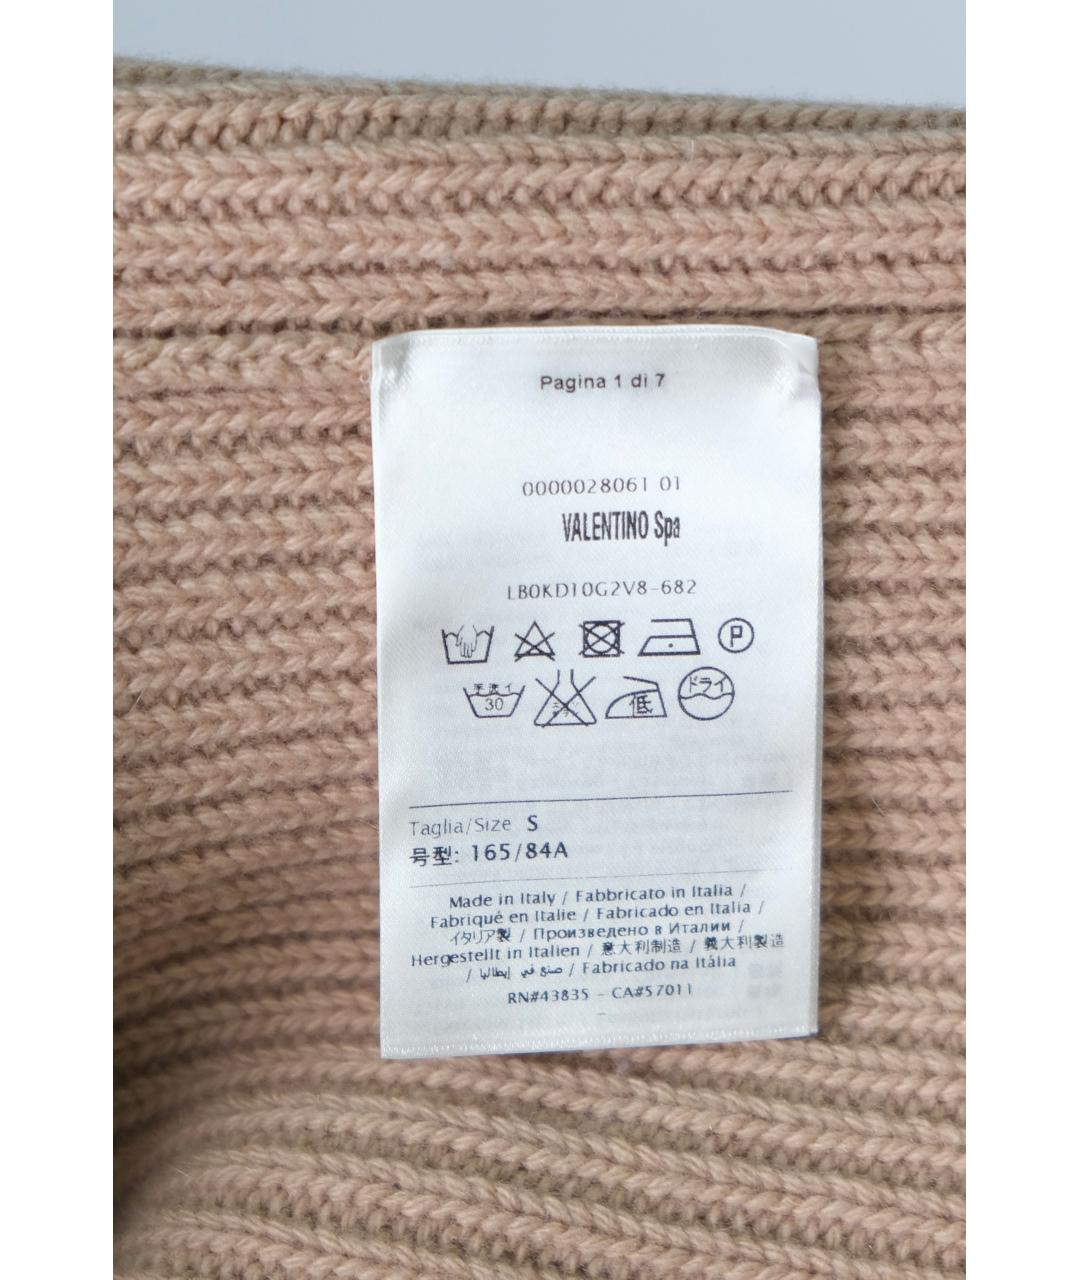 Pagina 1 di 7
0000028061 01
VALENTINO Spa
LB0KD10G2V8-682
P
手洗イ ドライ
30 低
Taglia/Size S
号型: 165/84A
Made in Italy / Fabbricato in Italia /
Fabriqué en Italie / Fabricado en Italia /
イタリア製 / Произведено в Италии /
Hergestellt in Italien / 意大利制造 / 義大利製造
/ صنع في إيطاليا / Fabricado na Itália
RN#43835 - CA#57011